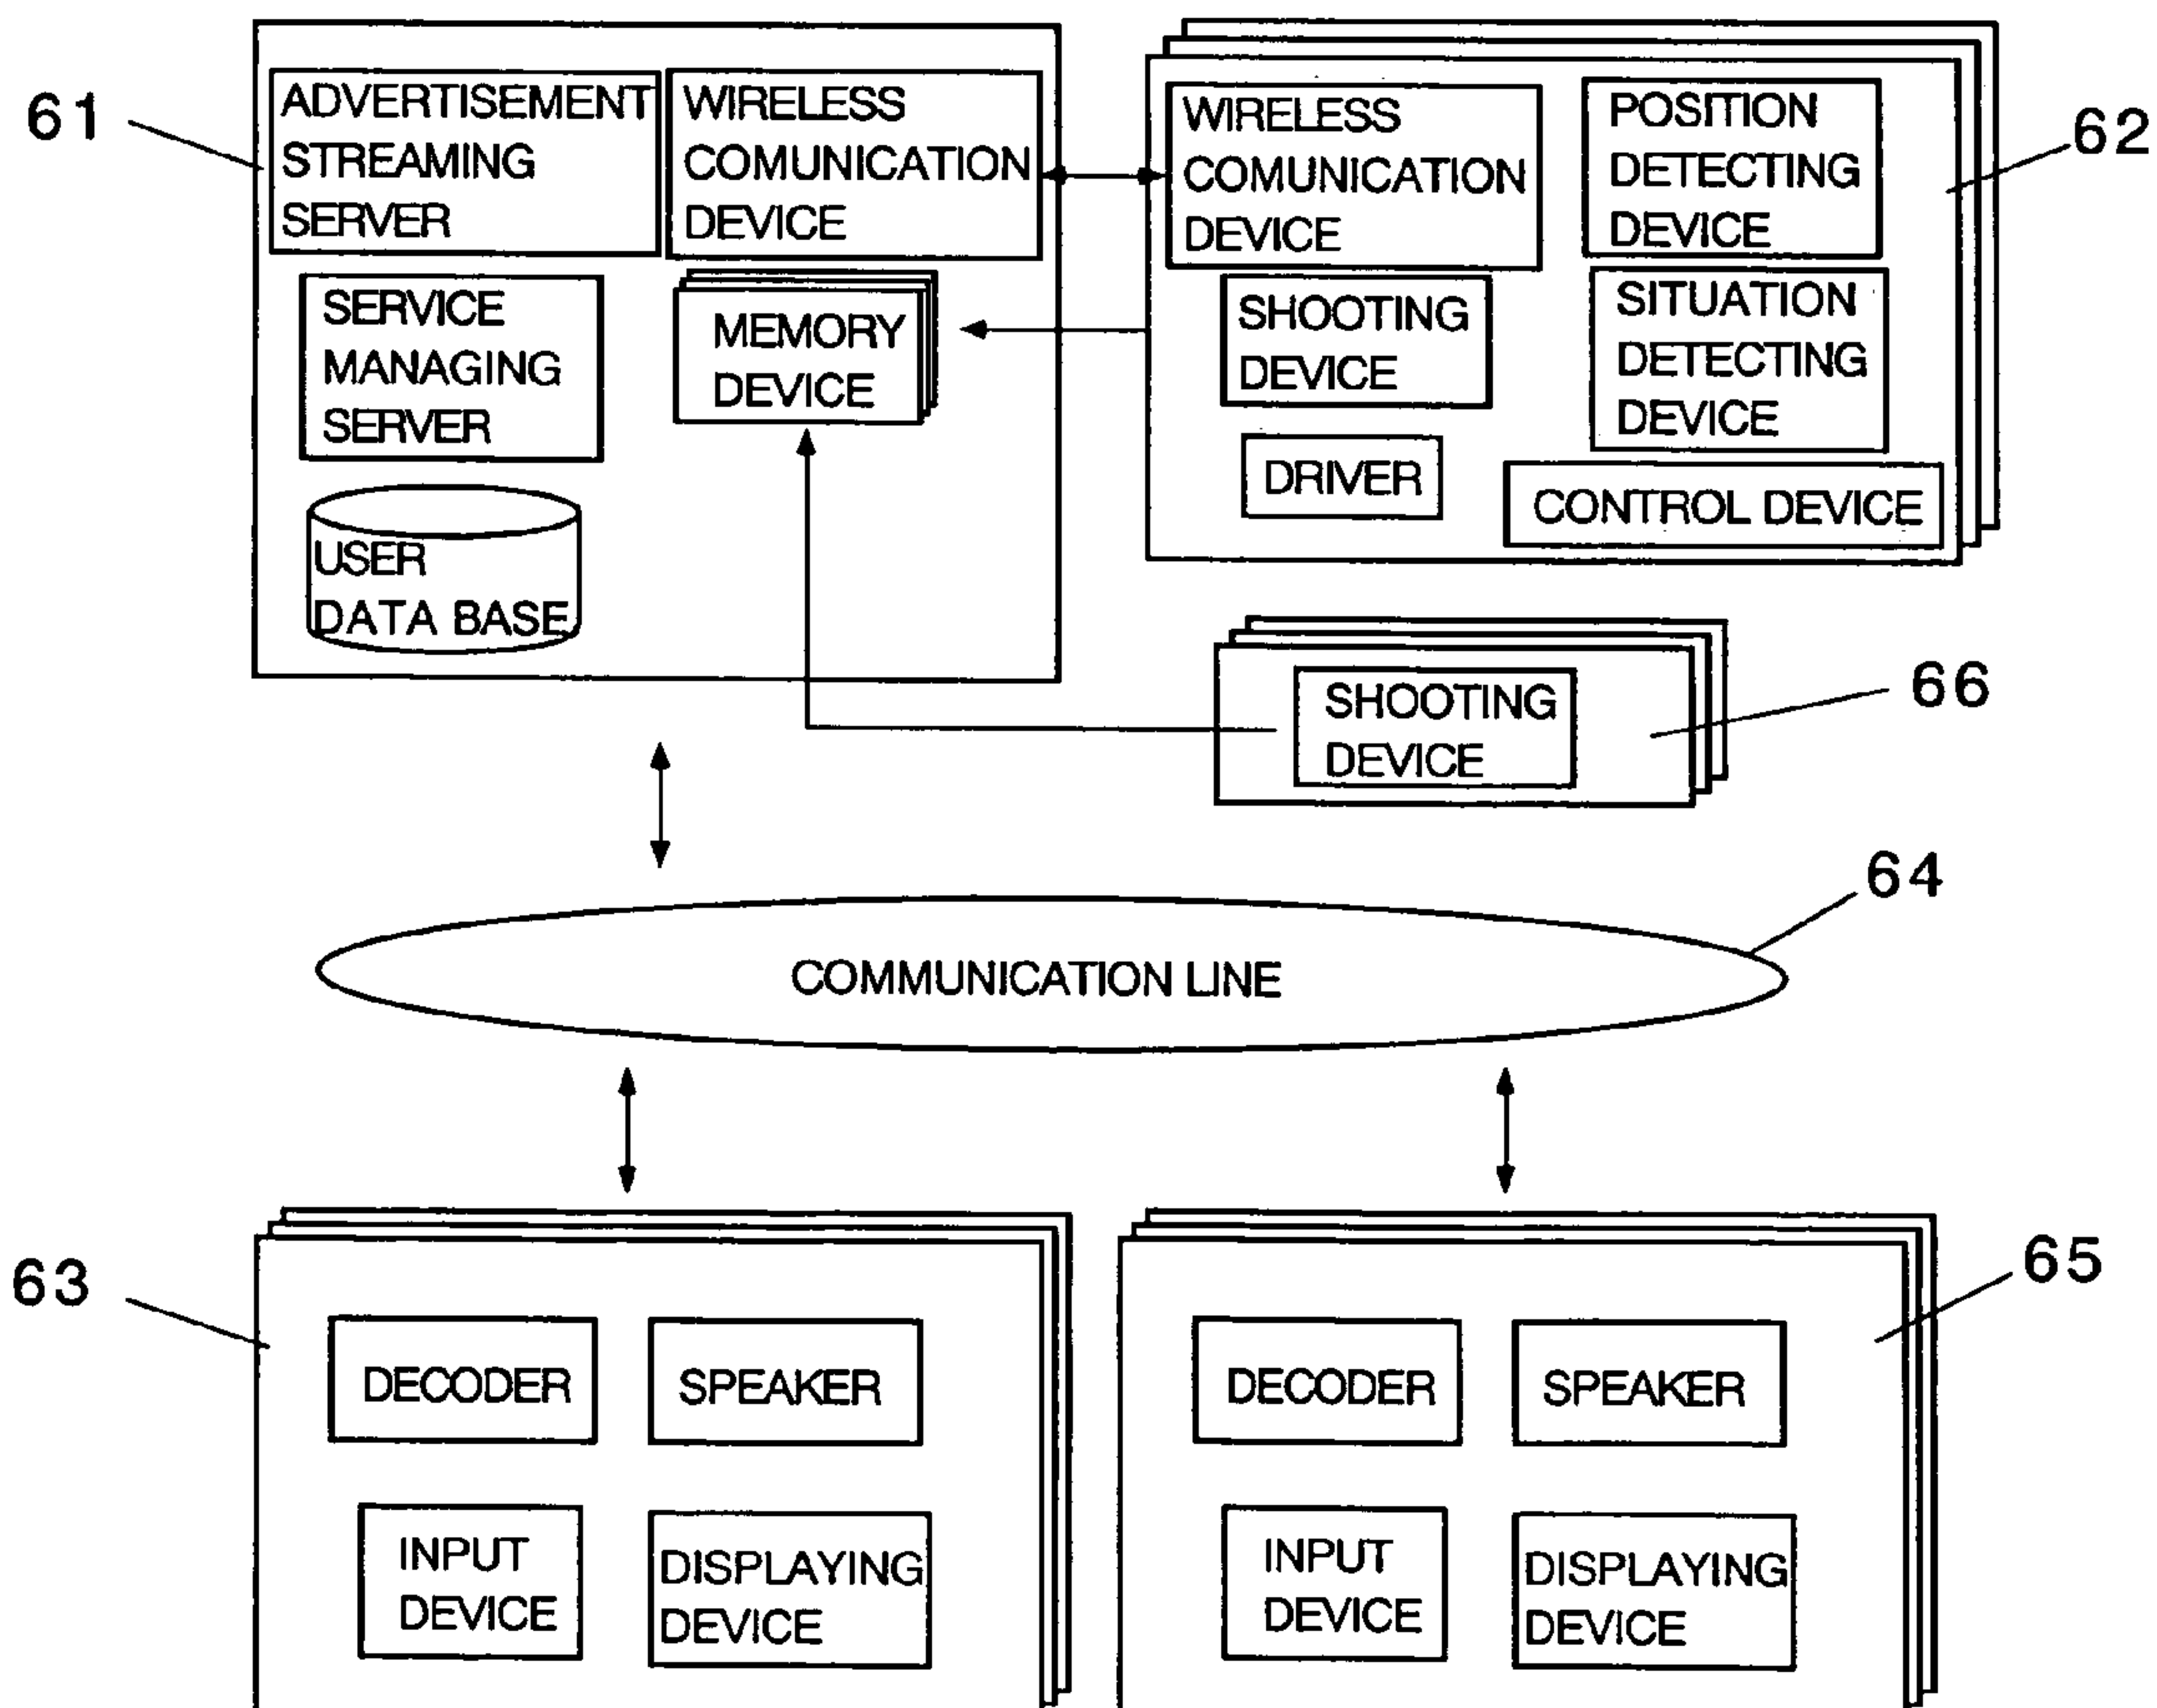 61
ADVERTISEMENT
STREAMING
SERVER
WIRELESS
COMUNICATION
DEVICE
SERVICE
MANAGING
SERVER
MEMORY
DEVICE
USER
DATA BASE
WIRELESS
COMUNICATION
DEVICE
POSITION
DETECTING
DEVICE
62
SHOOTING
DEVICE
SITUATION
DETECTING
DEVICE
DRIVER
CONTROL DEVICE
SHOOTING
DEVICE
66
64
COMMUNICATION LINE
63
DECODER
SPEAKER
INPUT
DEVICE
DISPLAYING
DEVICE
65
DECODER
SPEAKER
INPUT
DEVICE
DISPLAYING
DEVICE